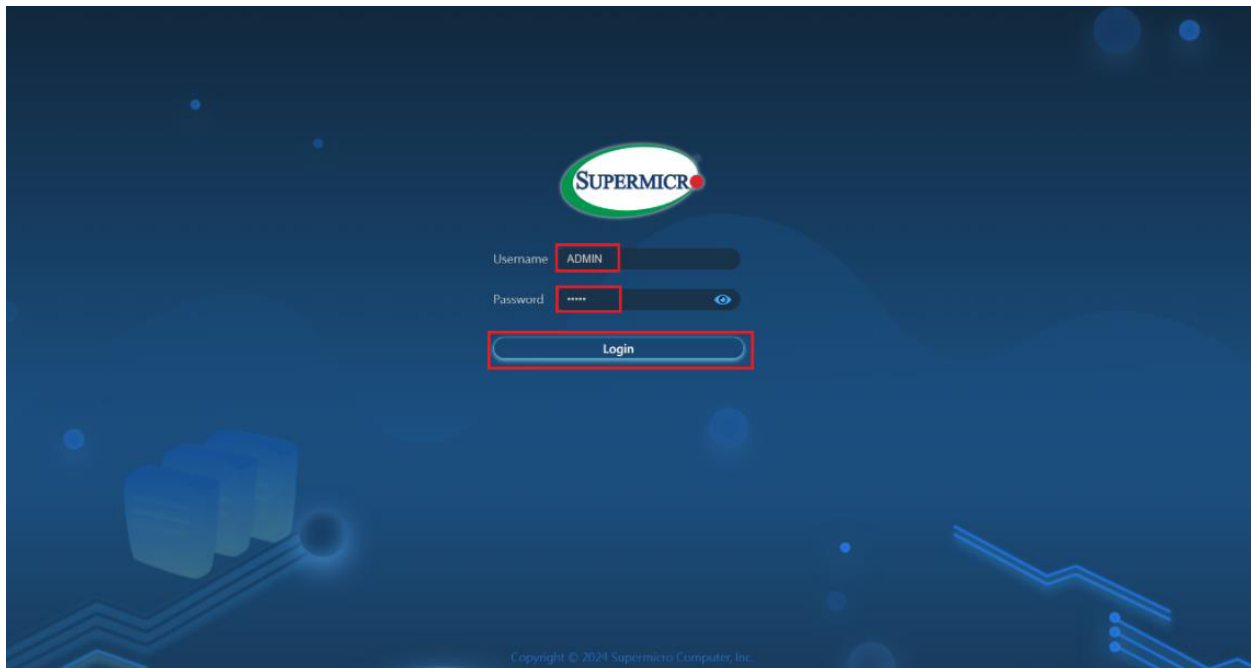 SUPERMICR
Username ADMIN
Password •••••
Login
Copyright © 2024 Supermicro Computer, Inc.